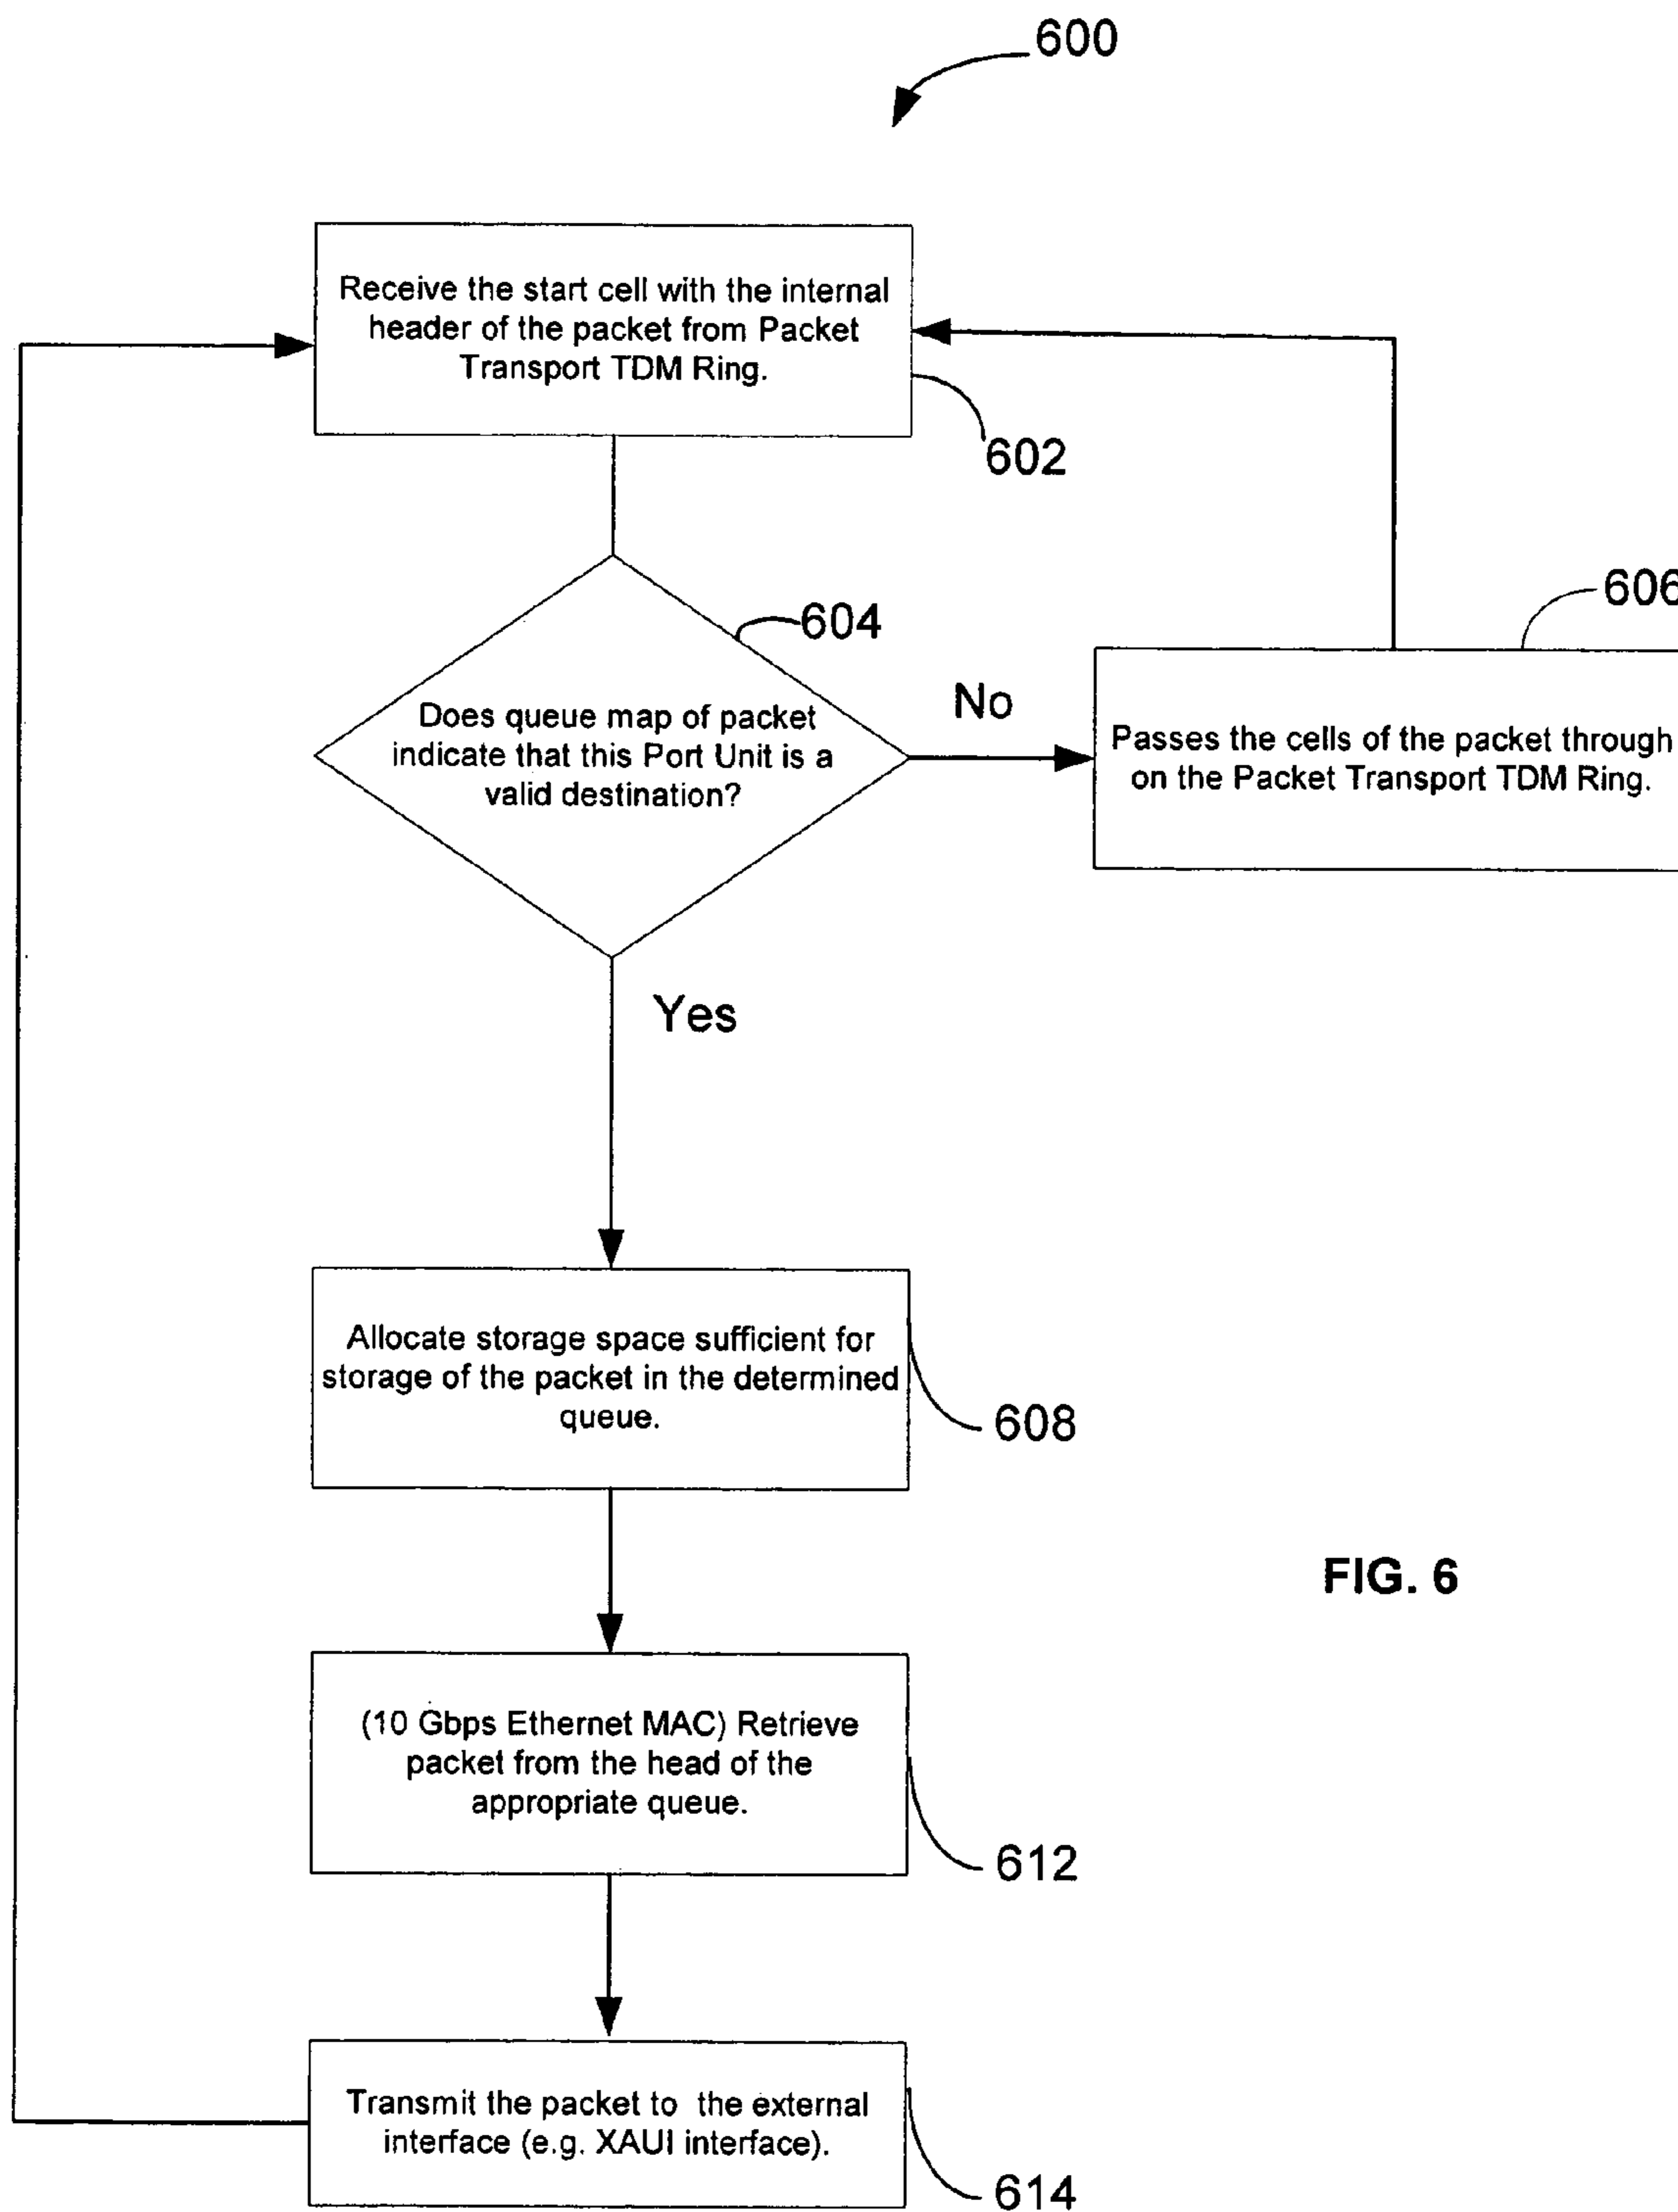 600
Receive the start cell with the internal
header of the packet from Packet
Transport TDM Ring.
602
604
Does queue map of packet
indicate that this Port Unit is a
valid destination?
No
606
Passes the cells of the packet through
on the Packet Transport TDM Ring.
Yes
Allocate storage space sufficient for
storage of the packet in the determined
queue.
608
FIG. 6
(10 Gbps Ethernet MAC) Retrieve
packet from the head of the
appropriate queue.
612
Transmit the packet to the external
interface (e.g. XAUI interface).
614